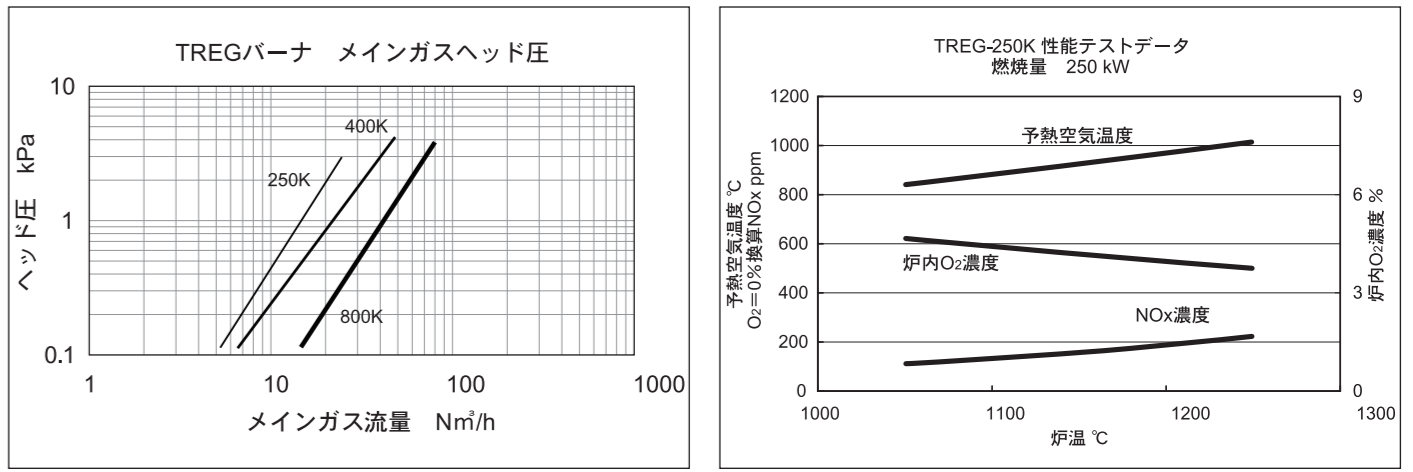 TREGバーナ　メインガスヘッド圧
ヘッド圧　kPa
10
1
0.1
250K
400K
800K
1
10
100
1000
メインガス流量　Nm³/h
TREG-250K 性能テストデータ
燃焼量　250 kW
予熱空気温度 ℃
O₂＝0％換算NOx ppm
1200
1000
800
600
400
200
0
予熱空気温度
炉内O₂濃度
NOx濃度
9
6
3
0
炉内O₂濃度 %
1000
1100
1200
1300
炉温 ℃